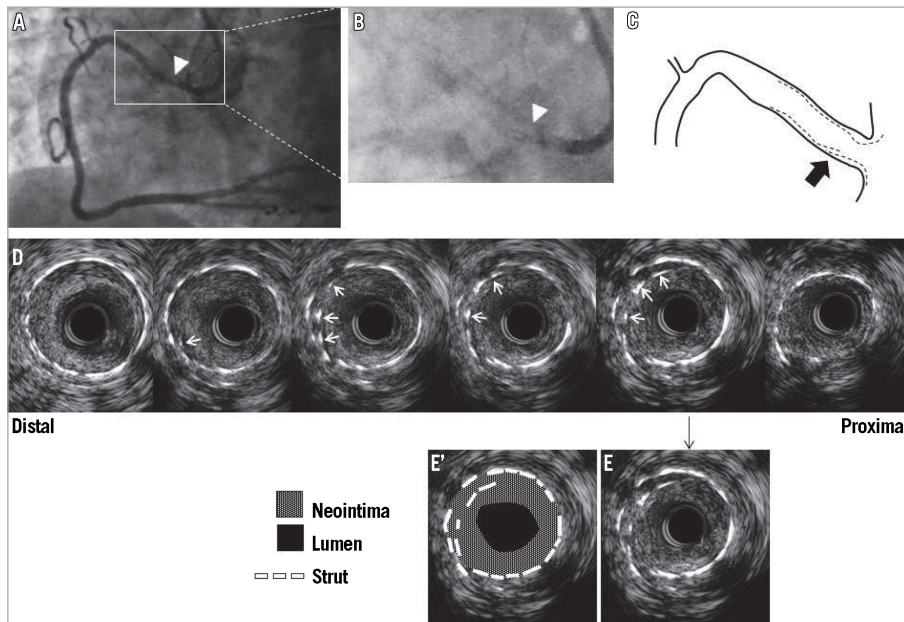 A
B
C
D
Distal
Proxima
E'
E
Neointima
Lumen
Strut